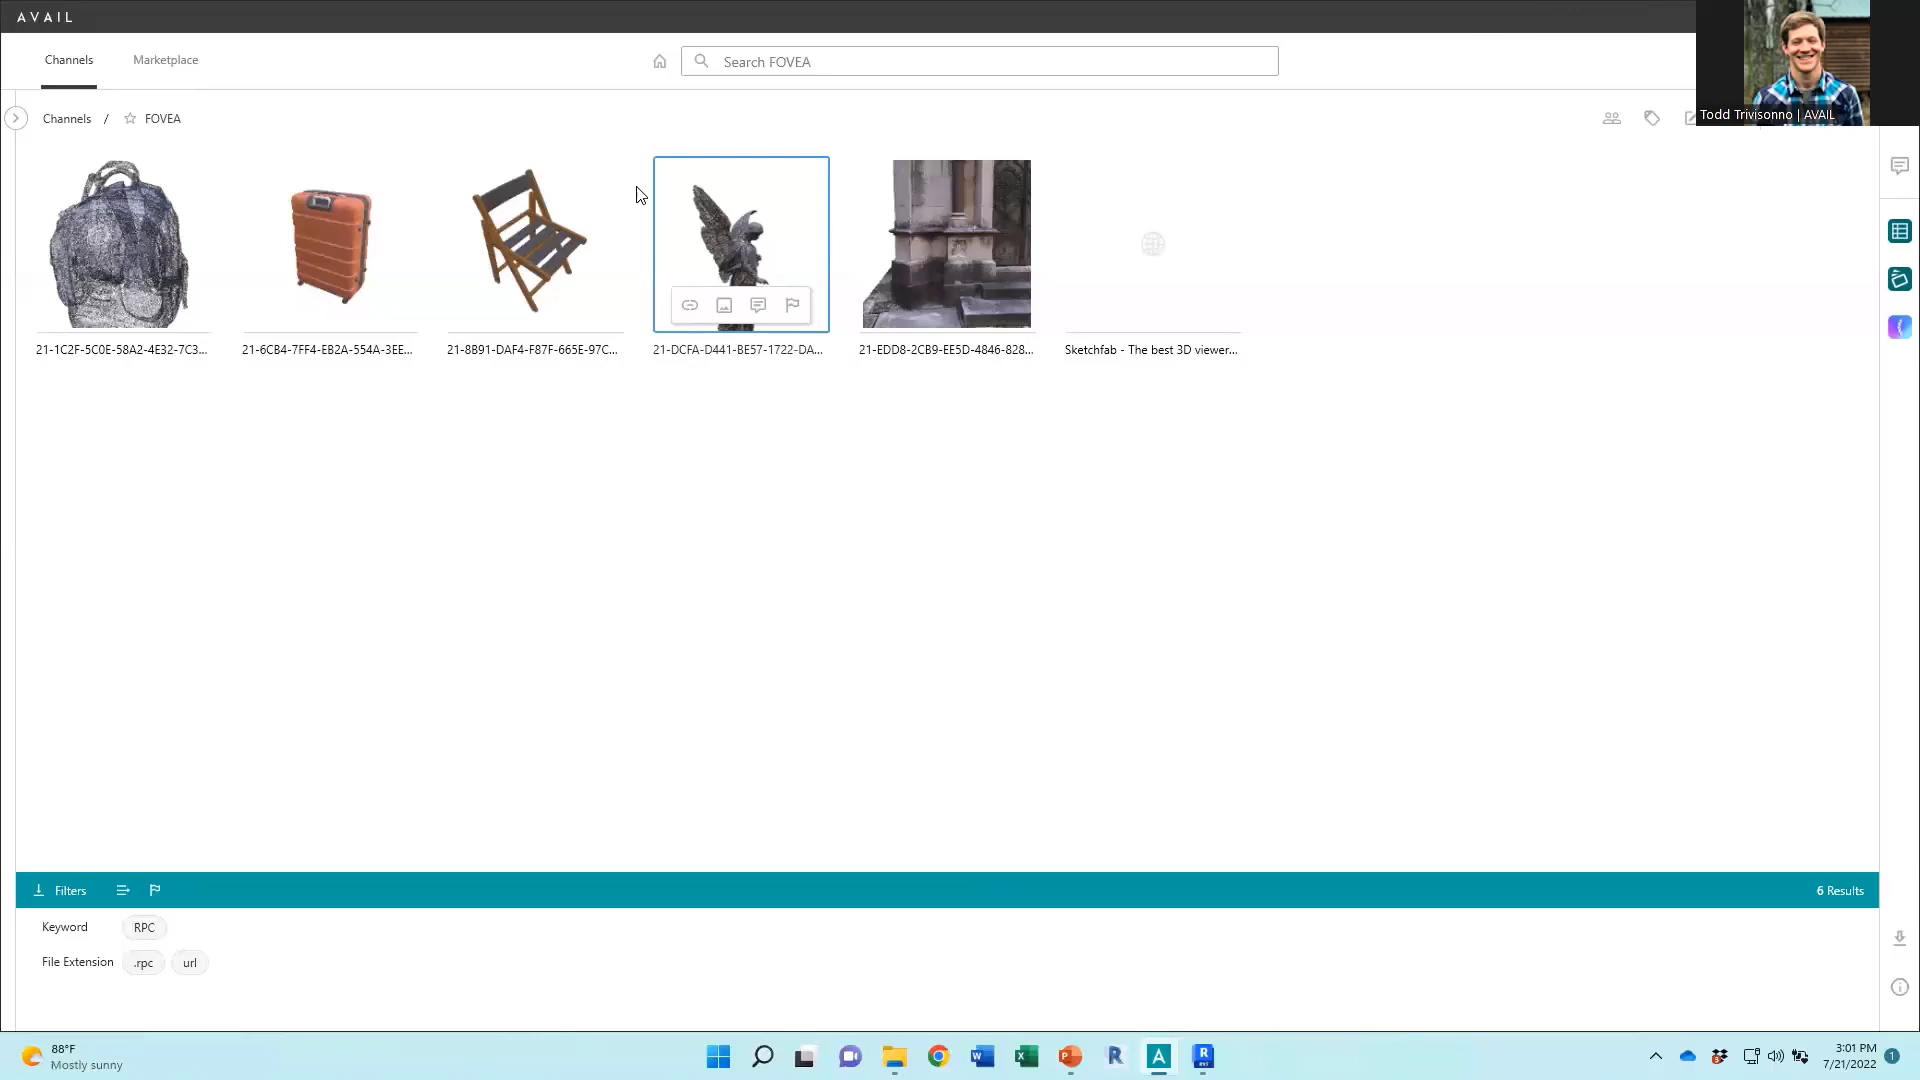 AVAIL
Channels
Marketplace
Search FOVEA
Todd Trivisonno | AVAIL
Channels / FOVEA
21-1C2F-5C0E-58A2-4E32-7C3...
21-6CB4-7FF4-EB2A-554A-3EE...
21-8B91-DAF4-F87F-665E-97C...
21-DCFA-D441-BE57-1722-DA...
21-EDD8-2CB9-EE5D-4846-828...
Sketchfab - The best 3D viewer...
Filters
6 Results
Keyword
RPC
File Extension
.rpc
url
88°F
Mostly sunny
3:01 PM
7/21/2022
1